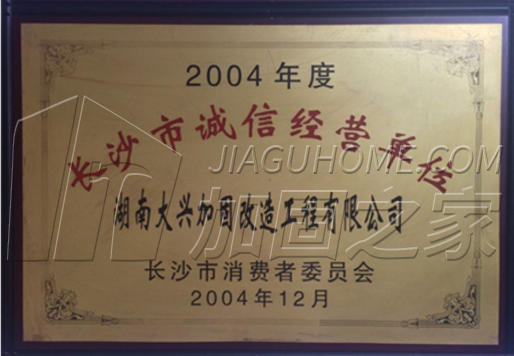 2004年度
长沙市诚信经营单位
JIAGUHOME.COM
湖南大兴加固改造工程有限公司
加固之家
长沙市消费者委员会
2004年12月